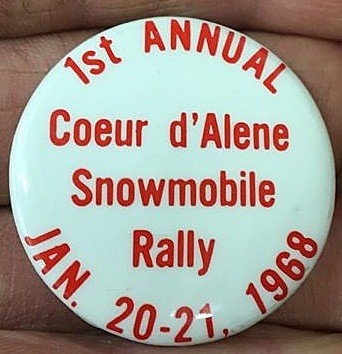 1st ANNUAL
Coeur d'Alene
Snowmobile
Rally
JAN. 20-21, 1968